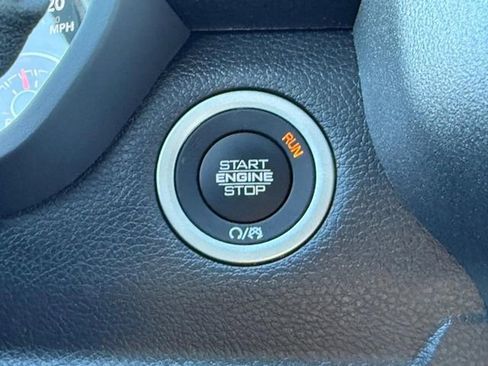 20
MPH
RUN
START
ENGINE
STOP